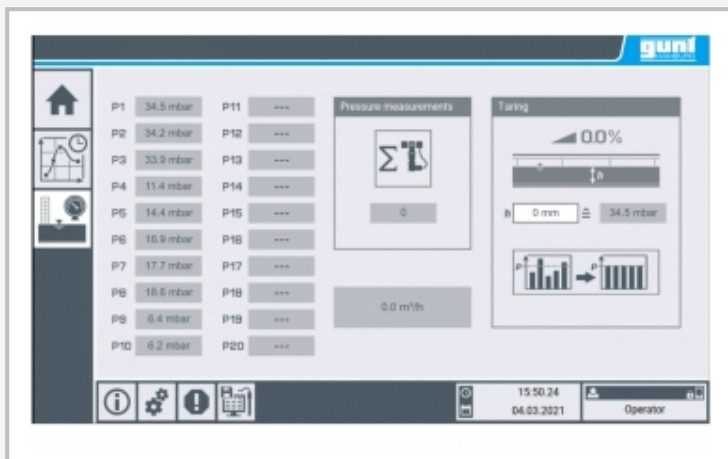 gunt
HAMBURG
P1 34.5 mbar P11 ---
P2 34.2 mbar P12 ---
P3 33.9 mbar P13 ---
P4 11.4 mbar P14 ---
P5 14.4 mbar P15 ---
P6 16.9 mbar P16 ---
P7 17.7 mbar P17 ---
P8 18.6 mbar P18 ---
P9 6.4 mbar P19 ---
P10 6.2 mbar P20 ---
Pressure measurements
Σ
0
0.0 m³/h
Taring
0.0%
h
h 0 mm ≙ 34.5 mbar
P P
15:50.24
04.03.2021
Operator